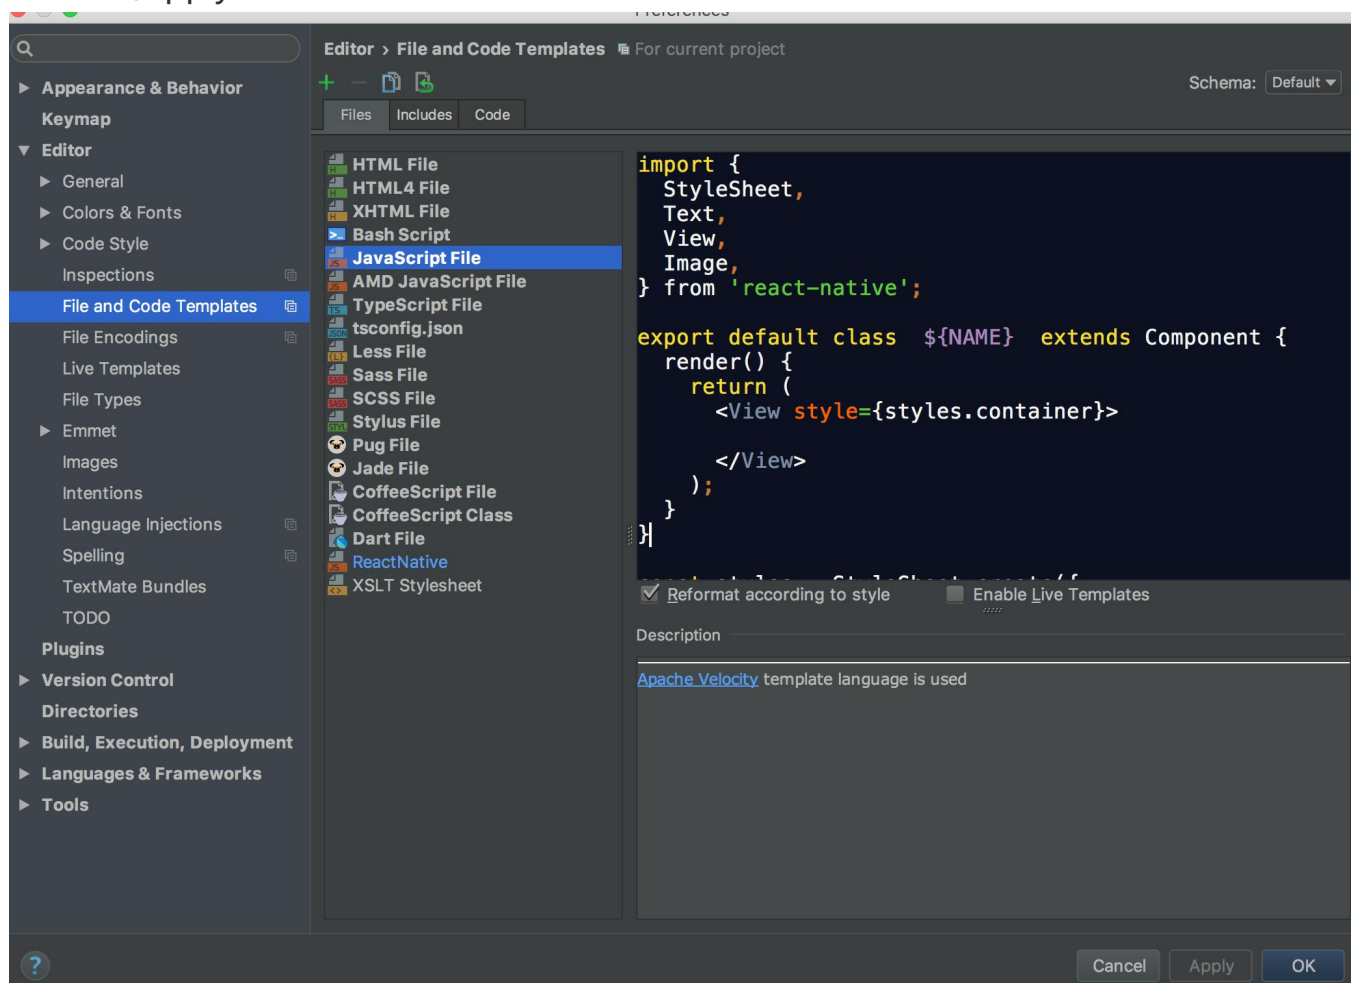 Preferences
Editor › File and Code Templates For current project
Schema: Default
Files Includes Code
Appearance & Behavior
Keymap
Editor
General
Colors & Fonts
Code Style
Inspections
File and Code Templates
File Encodings
Live Templates
File Types
Emmet
Images
Intentions
Language Injections
Spelling
TextMate Bundles
TODO
Plugins
Version Control
Directories
Build, Execution, Deployment
Languages & Frameworks
Tools
HTML File
HTML4 File
XHTML File
Bash Script
JavaScript File
AMD JavaScript File
TypeScript File
tsconfig.json
Less File
Sass File
SCSS File
Stylus File
Pug File
Jade File
CoffeeScript File
CoffeeScript Class
Dart File
ReactNative
XSLT Stylesheet
import {
  StyleSheet,
  Text,
  View,
  Image,
} from 'react-native';
export default class  ${NAME}  extends Component {
  render() {
    return (
      <View style={styles.container}>
      </View>
    );
  }
}
const styles = StyleSheet.create({
Reformat according to style
Enable Live Templates
Description
Apache Velocity template language is used
? Cancel Apply OK